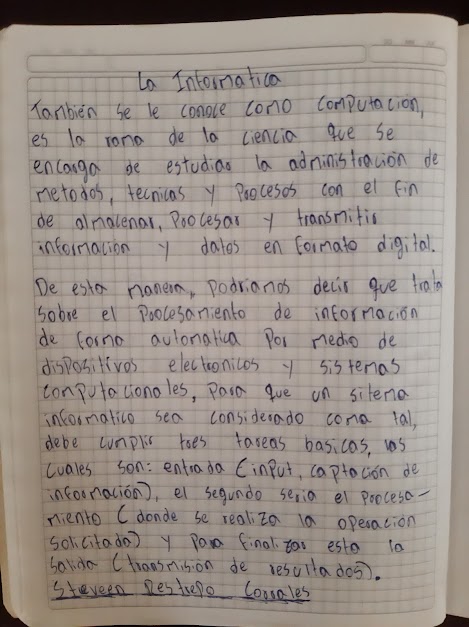 La Informatica
También se le conoce como computación,
es la rama de la ciencia que se
encarga de estudiar la administración de
metodos, tecnicas y procesos con el fin
de almacenar, procesar y transmitir
información y datos en formato digital.
De esta manera, podriamos decir que trata
sobre el procesamiento de información
de forma automatica por medio de
dispositivos electronicos y sistemas
computacionales, para que un sitema
informatico sea considerado como tal,
debe cumplir tres tareas basicas, las
cuales son: entrada (input, captación de
información), el segundo seria el procesa-
miento (donde se realiza la operación
solicitada) y para finalizar esta la
salida (transmisión de resultados).
Steveen Restrepo Corrales